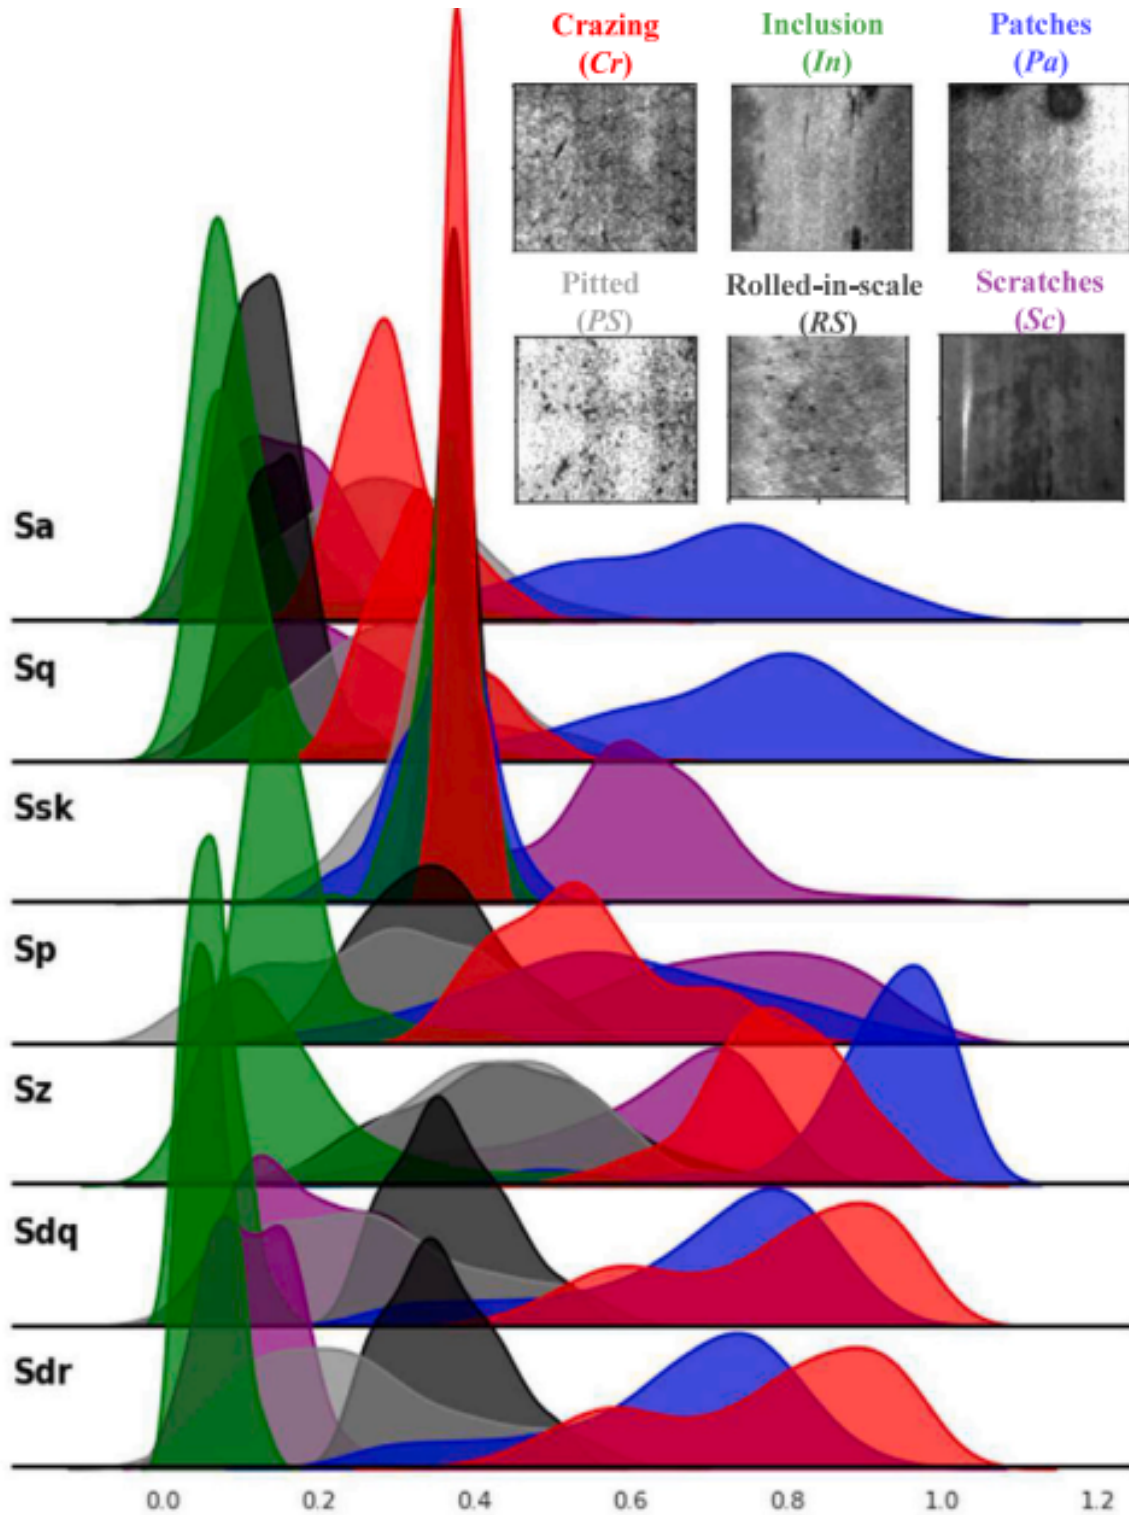 Crazing Inclusion Patches
(Cr) (In) (Pa)
Pitted Rolled-in-scale Scratches
(PS) (RS) (Sc)
Sa
Sq
Ssk
Sp
Sz
Sdq
Sdr
0.0 0.2 0.4 0.6 0.8 1.0 1.2